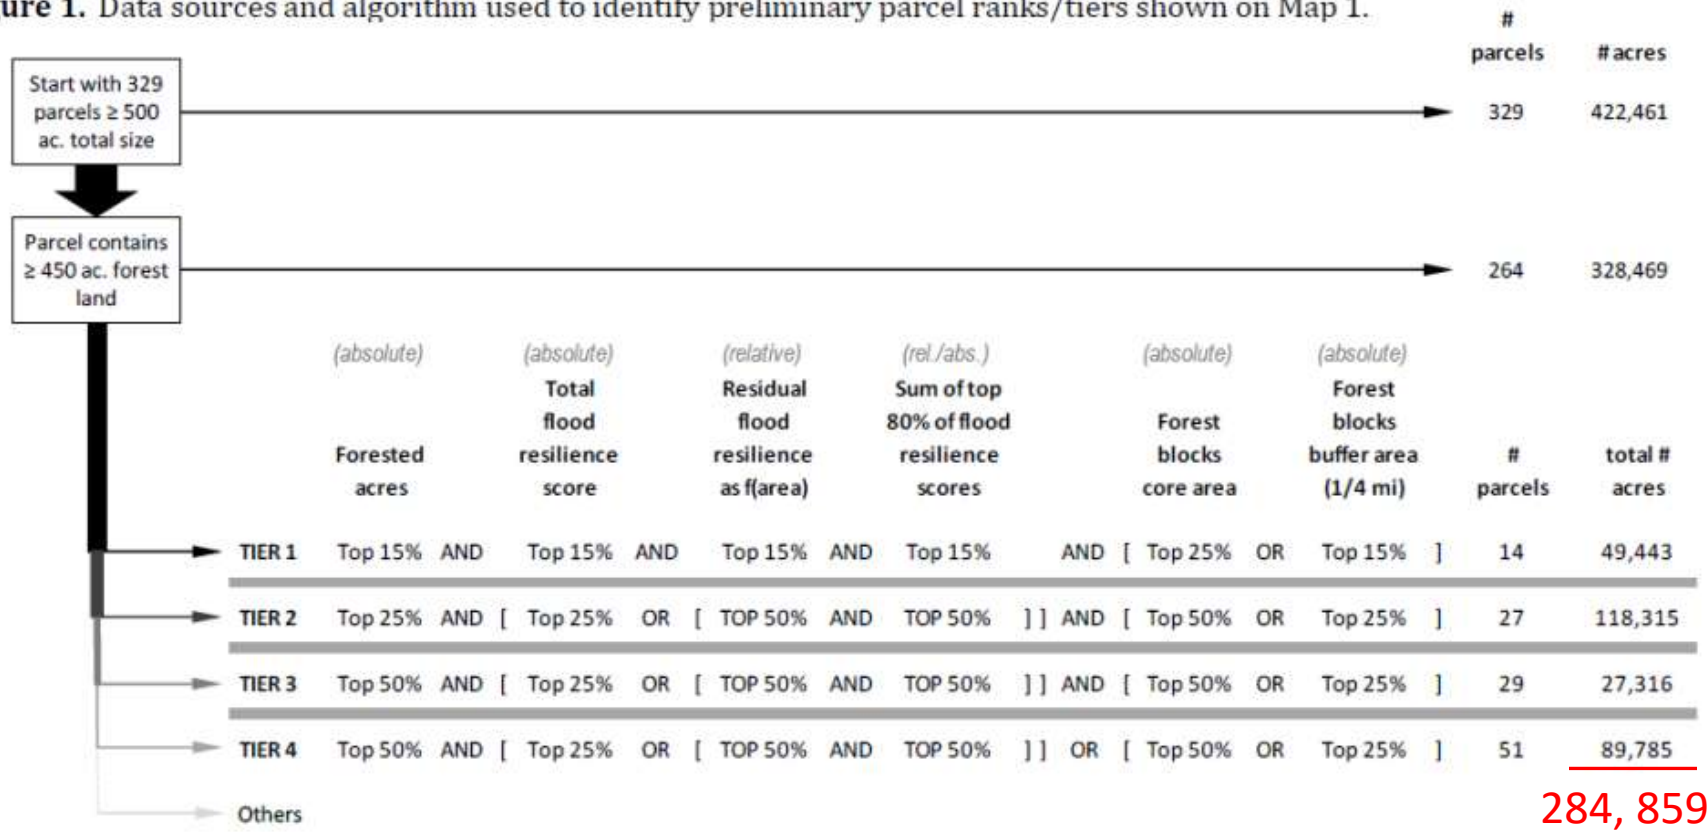 ure 1. Data sources and algorithm used to identify preliminary parcel ranks/tiers shown on Map 1.
# parcels # acres
Start with 329
parcels ≥ 500
ac. total size
329 422,461
Parcel contains
≥ 450 ac. forest
land
264 328,469
(absolute) (absolute) (relative) (rel./abs.) (absolute) (absolute)
Total Residual Sum of top Forest
flood flood 80% of flood Forest blocks
Forested resilience resilience resilience blocks buffer area # total #
acres score as f(area) scores core area (1/4 mi) parcels acres
TIER 1 Top 15% AND Top 15% AND Top 15% AND Top 15% AND [ Top 25% OR Top 15% ] 14 49,443
TIER 2 Top 25% AND [ Top 25% OR [ TOP 50% AND TOP 50% ] ] AND [ Top 50% OR Top 25% ] 27 118,315
TIER 3 Top 50% AND [ Top 25% OR [ TOP 50% AND TOP 50% ] ] AND [ Top 50% OR Top 25% ] 29 27,316
TIER 4 Top 50% AND [ Top 25% OR [ TOP 50% AND TOP 50% ] ] OR [ Top 50% OR Top 25% ] 51 89,785
Others
284, 859